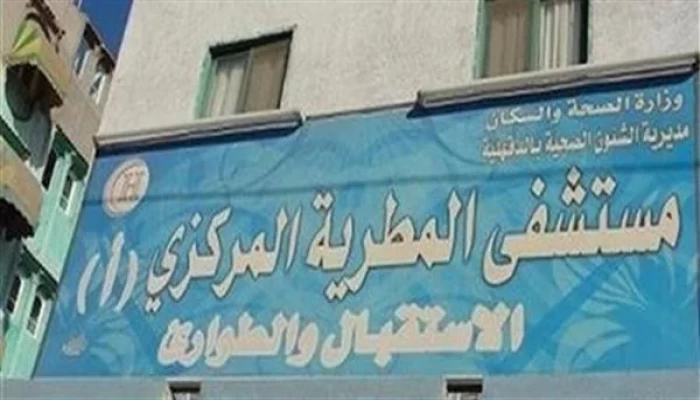 وزارة الصحة والسكان
مديرية الشئون الصحية بالدقهلية
مستشفى المطرية المركزي (أ)
الاستقبال والطوارئ